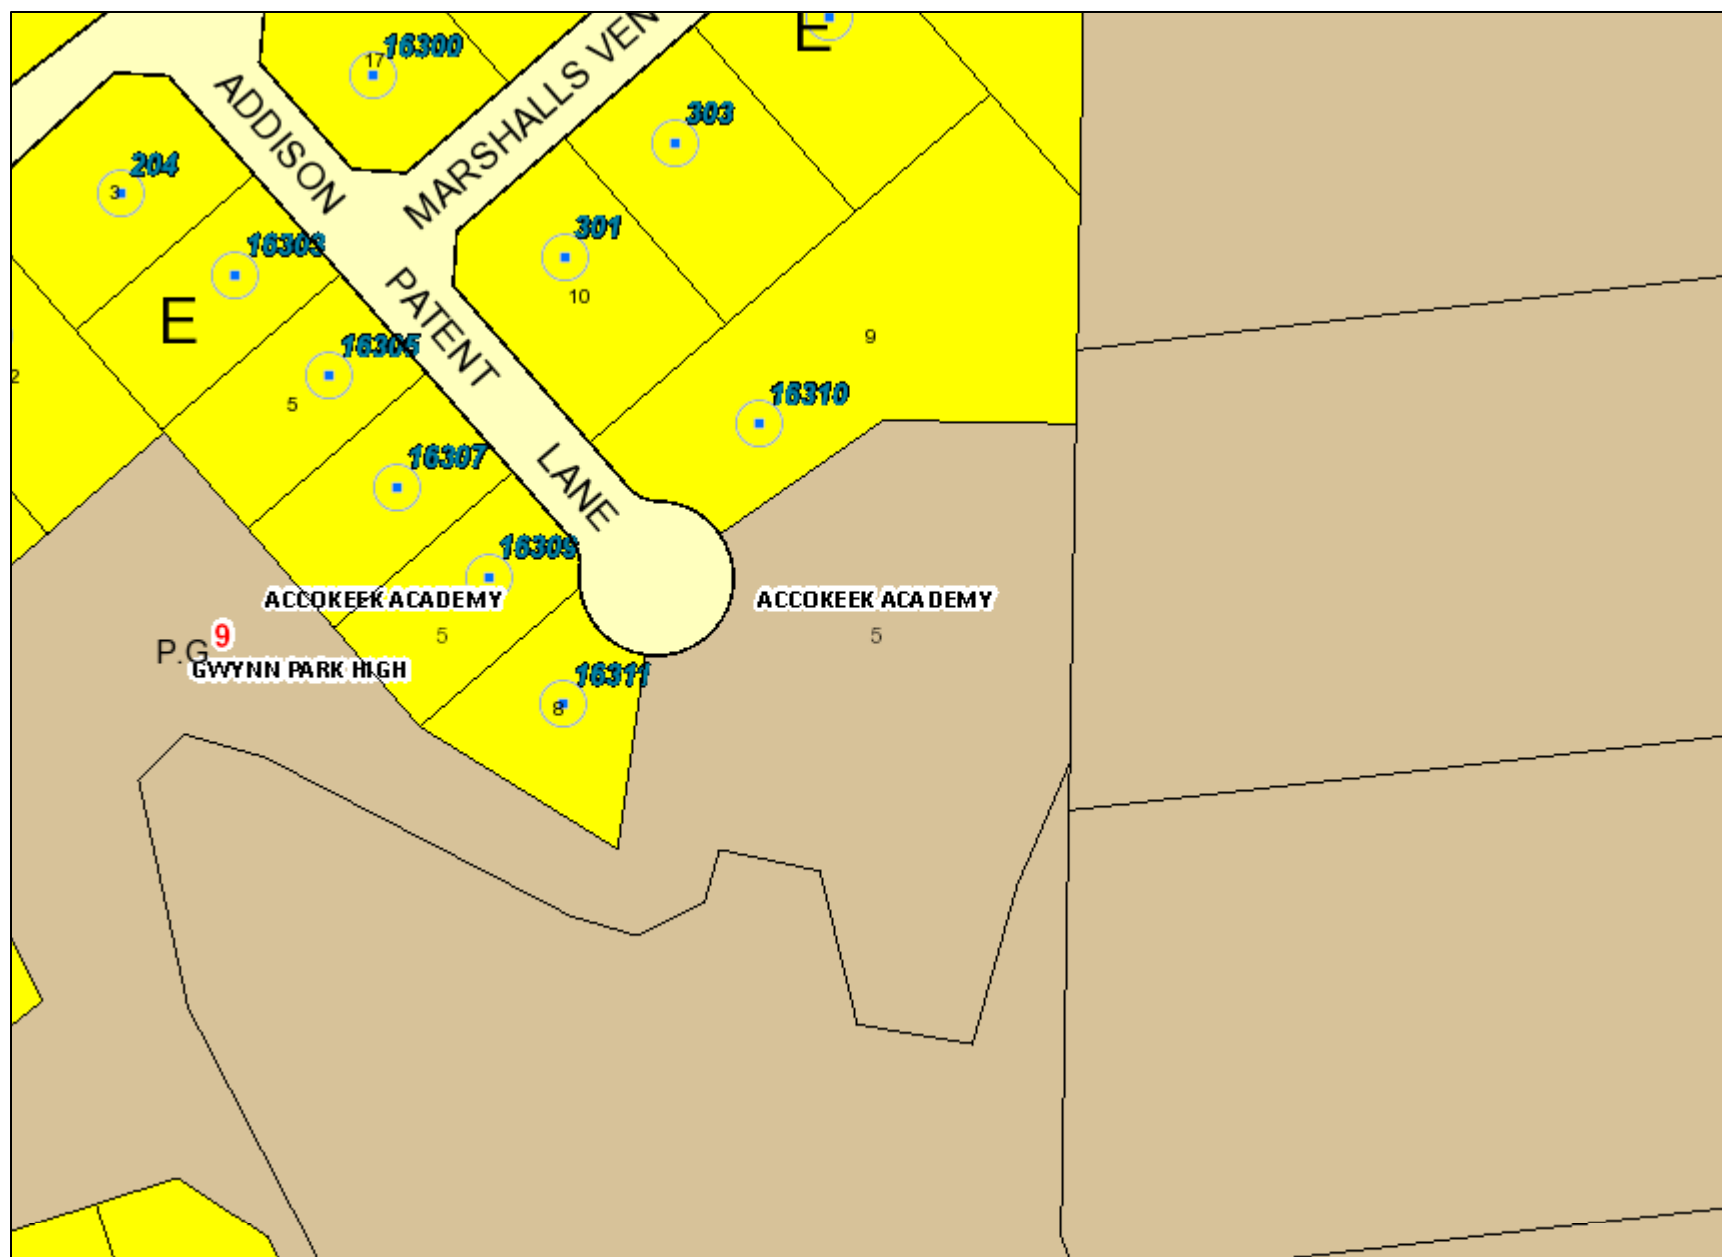 E
16300
17
MARSHALLS VEN
303
ADDISON
204
3
301
16303
10
E
PATENT
9
16305
2
5
16310
16307
LANE
16309
ACCOKEEK ACADEMY
ACCOKEEK ACADEMY
9
5
5
P.G
GWYNN PARK HIGH
16311
8